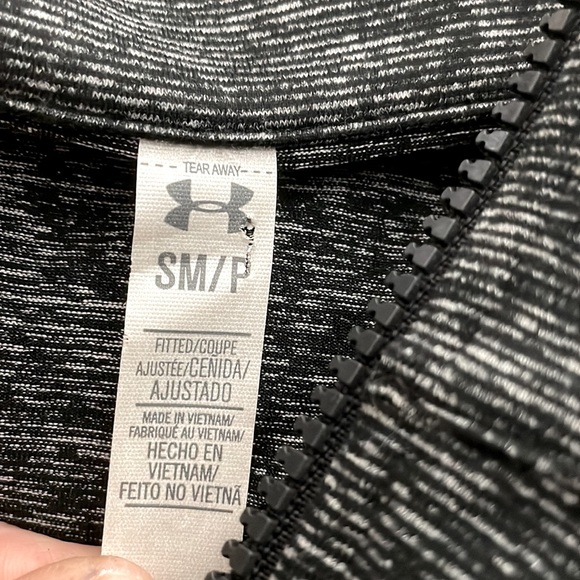 TEAR AWAY
SM/P
FITTED/COUPE
AJUSTÉE/CEÑIDA/
AJUSTADO
MADE IN VIETNAM/
FABRIQUÉ AU VIETNAM/
HECHO EN
VIETNAM/
FEITO NO VIETNÃ